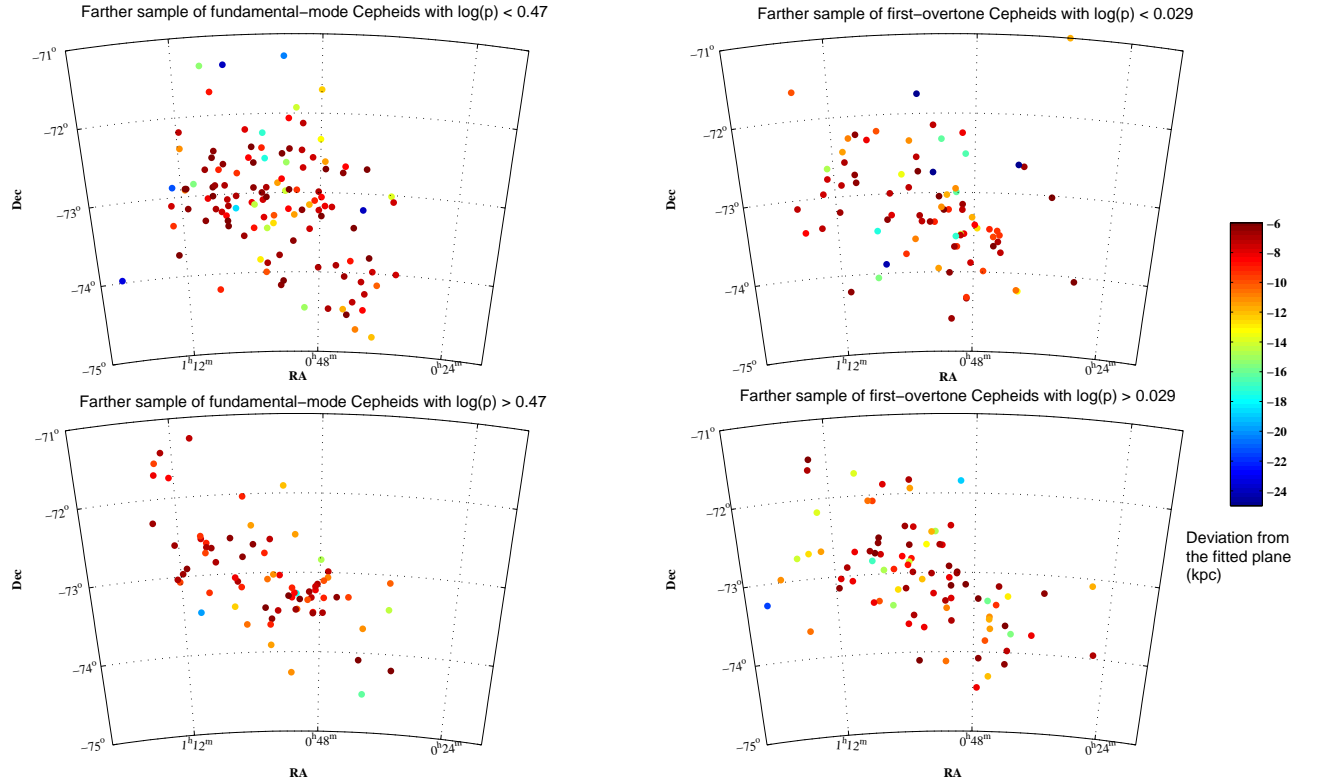 Farther sample of fundamental−mode Cepheids with log(p) < 0.47
−71°
−72°
−73°
−74°
−75°
Dec
1ʰ12ᵐ
0ʰ48ᵐ
0ʰ24ᵐ
RA
Farther sample of first−overtone Cepheids with log(p) < 0.029
−71°
−72°
−73°
−74°
−75°
Dec
1ʰ12ᵐ
0ʰ48ᵐ
0ʰ24ᵐ
RA
Farther sample of fundamental−mode Cepheids with log(p) > 0.47
−71°
−72°
−73°
−74°
−75°
Dec
1ʰ12ᵐ
0ʰ48ᵐ
0ʰ24ᵐ
RA
Farther sample of first−overtone Cepheids with log(p) > 0.029
−71°
−72°
−73°
−74°
−75°
Dec
1ʰ12ᵐ
0ʰ48ᵐ
0ʰ24ᵐ
RA
−6
−8
−10
−12
−14
−16
−18
−20
−22
−24
Deviation from
the fitted plane
(kpc)